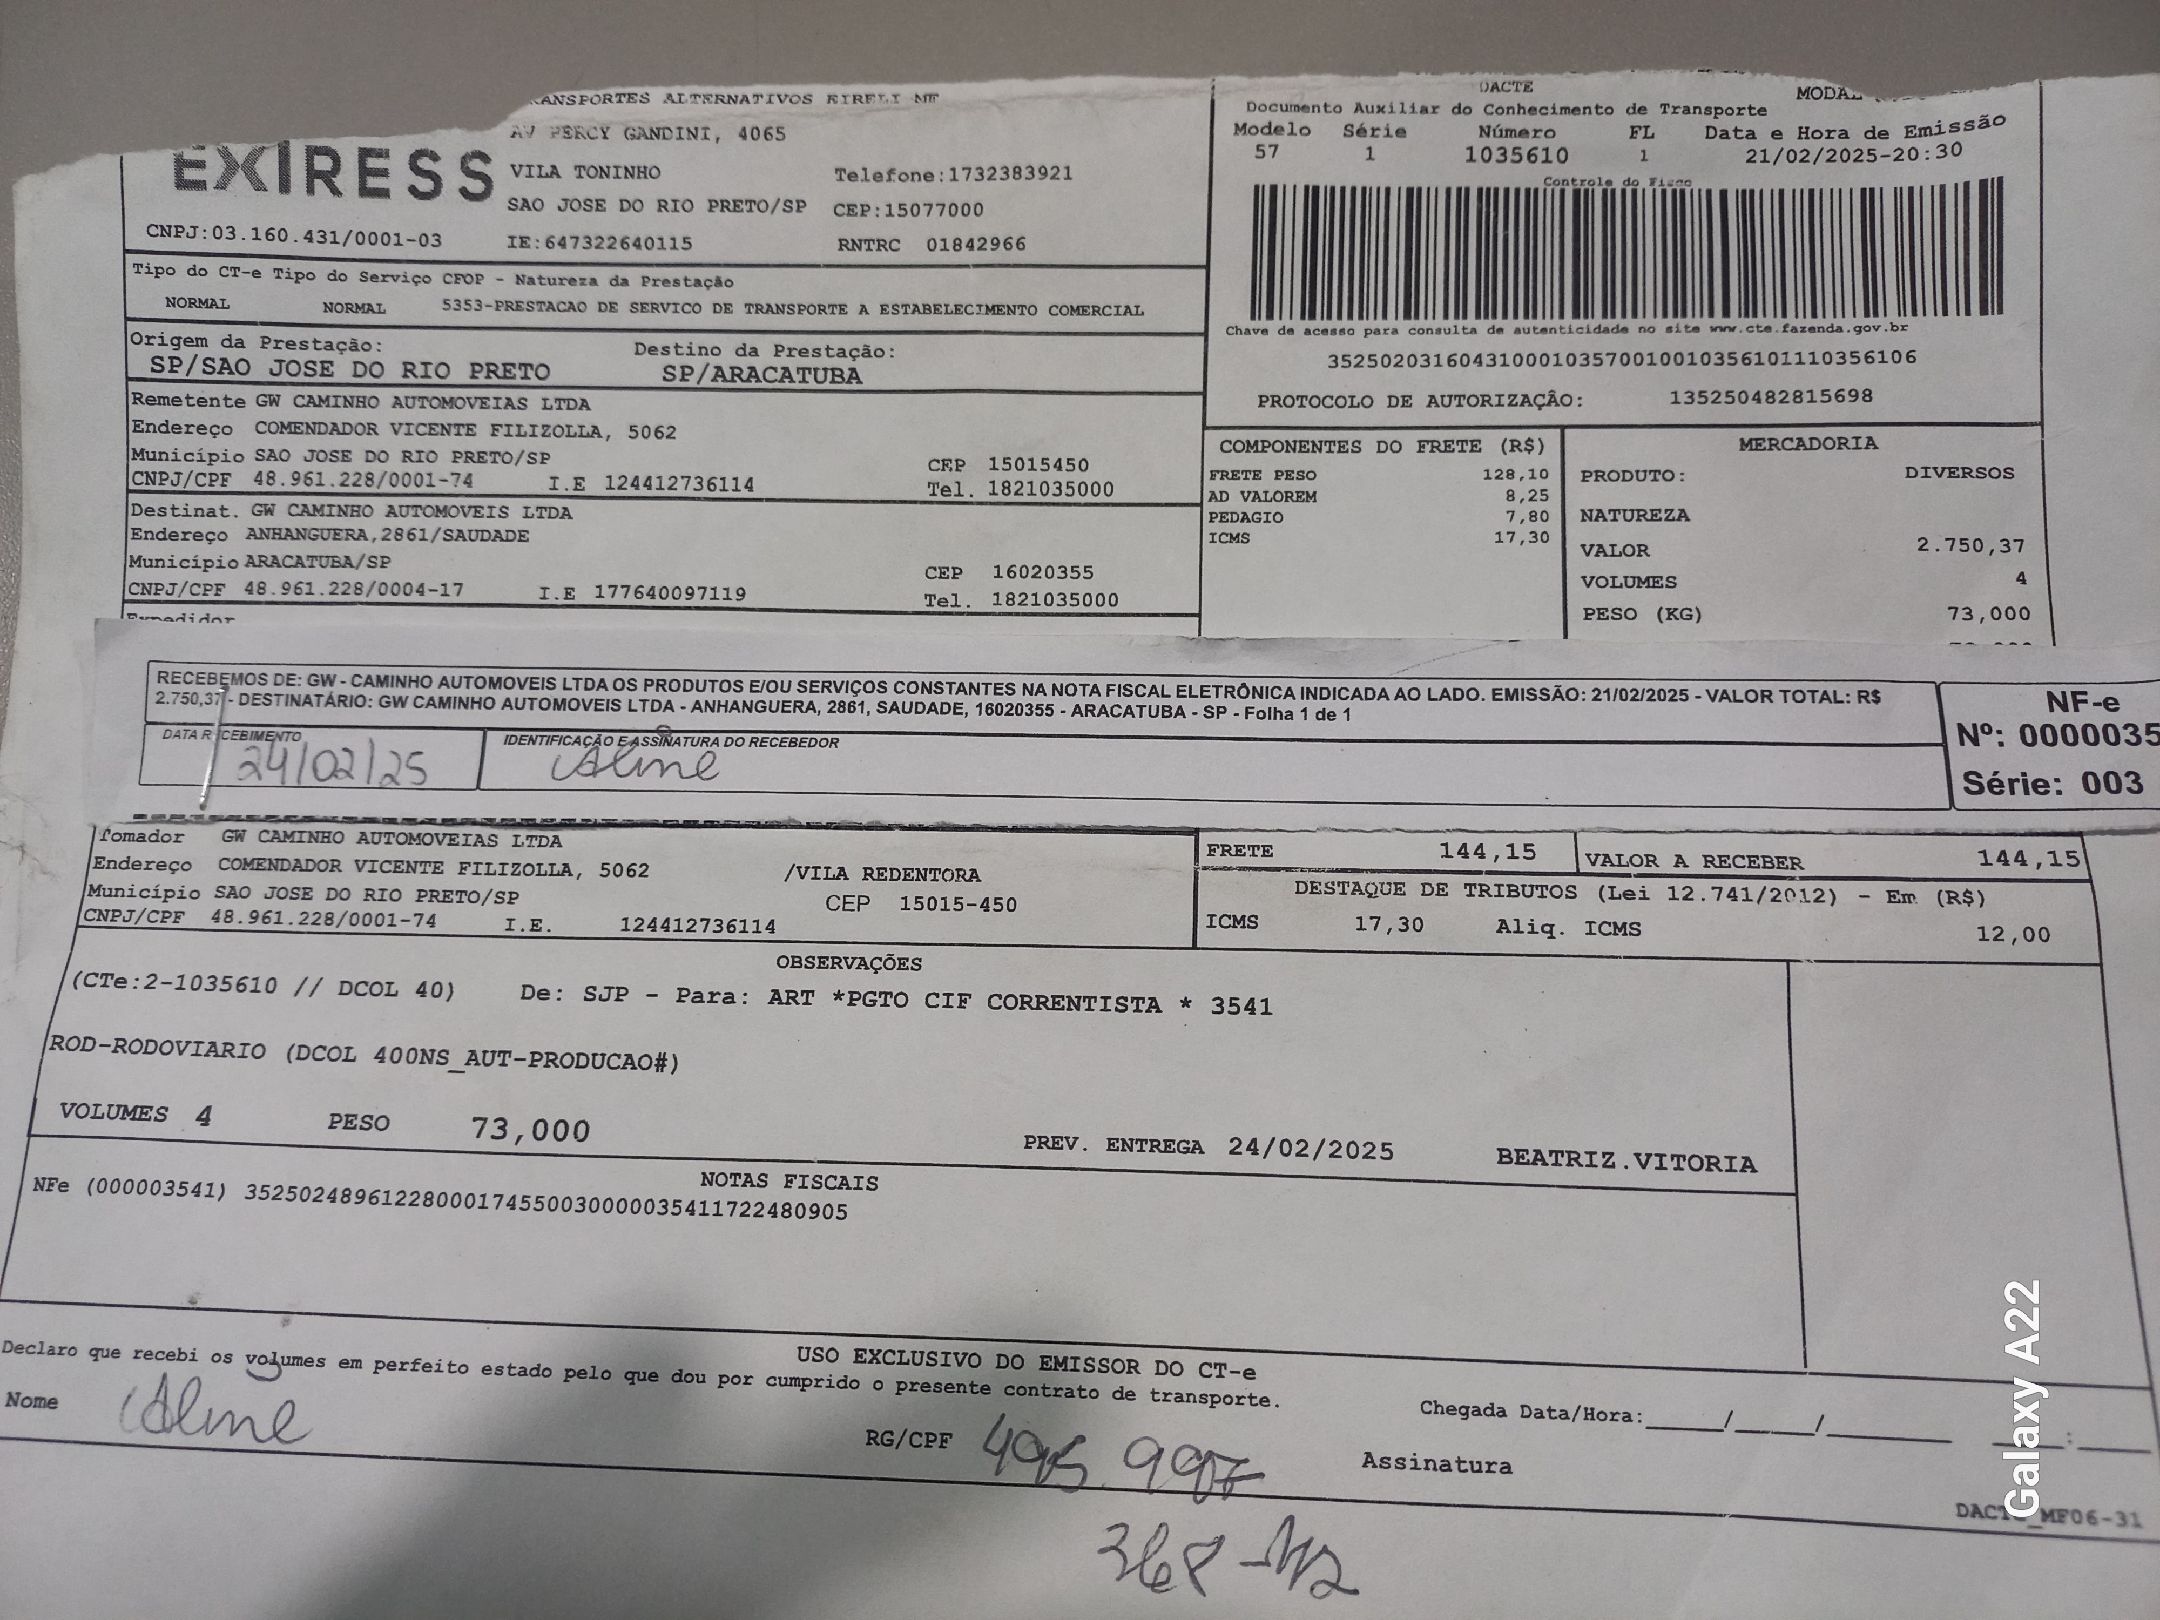 TRANSPORTES ALTERNATIVOS EIRELI ME
AV PERCY GANDINI, 4065
EXIRESS
VILA TONINHO Telefone:1732383921
SAO JOSE DO RIO PRETO/SP CEP:15077000
CNPJ:03.160.431/0001-03 IE:647322640115 RNTRC 01842966
Tipo do CT-e Tipo do Serviço CFOP - Natureza da Prestação
NORMAL NORMAL 5353-PRESTACAO DE SERVICO DE TRANSPORTE A ESTABELECIMENTO COMERCIAL
Origem da Prestação: Destino da Prestação:
SP/SAO JOSE DO RIO PRETO SP/ARACATUBA
Remetente GW CAMINHO AUTOMOVEIAS LTDA
Endereço COMENDADOR VICENTE FILIZOLLA, 5062
Município SAO JOSE DO RIO PRETO/SP CEP 15015450
CNPJ/CPF 48.961.228/0001-74 I.E 124412736114 Tel. 1821035000
Destinat. GW CAMINHO AUTOMOVEIS LTDA
Endereço ANHANGUERA,2861/SAUDADE
Município ARACATUBA/SP CEP 16020355
CNPJ/CPF 48.961.228/0004-17 I.E 177640097119 Tel. 1821035000
Expedidor
DACTE
Documento Auxiliar do Conhecimento de Transporte
Modelo Série Número FL Data e Hora de Emissão
57 1 1035610 1 21/02/2025-20:30
Controle do Fisco
Chave de acesso para consulta de autenticidade no site www.cte.fazenda.gov.br
35250203160431000103570010010356101110356106
PROTOCOLO DE AUTORIZAÇÃO: 135250482815698
COMPONENTES DO FRETE (R$)
FRETE PESO 128,10
AD VALOREM 8,25
PEDAGIO 7,80
ICMS 17,30
MERCADORIA
PRODUTO: DIVERSOS
NATUREZA
VALOR 2.750,37
VOLUMES 4
PESO (KG) 73,000
RECEBEMOS DE: GW - CAMINHO AUTOMOVEIS LTDA OS PRODUTOS E/OU SERVIÇOS CONSTANTES NA NOTA FISCAL ELETRÔNICA INDICADA AO LADO. EMISSÃO: 21/02/2025 - VALOR TOTAL: R$
2.750,37 - DESTINATÁRIO: GW CAMINHO AUTOMOVEIS LTDA - ANHANGUERA, 2861, SAUDADE, 16020355 - ARACATUBA - SP - Folha 1 de 1
DATA RECEBIMENTO IDENTIFICAÇÃO E ASSINATURA DO RECEBEDOR
24/02/25 Aline
NF-e
Nº: 0000035
Série: 003
Tomador GW CAMINHO AUTOMOVEIAS LTDA
Endereço COMENDADOR VICENTE FILIZOLLA, 5062 /VILA REDENTORA
Município SAO JOSE DO RIO PRETO/SP CEP 15015-450
CNPJ/CPF 48.961.228/0001-74 I.E. 124412736114
FRETE 144,15 VALOR A RECEBER 144,15
DESTAQUE DE TRIBUTOS (Lei 12.741/2012) - Em (R$)
ICMS 17,30 Aliq. ICMS 12,00
OBSERVAÇÕES
(CTe:2-1035610 // DCOL 40) De: SJP - Para: ART *PGTO CIF CORRENTISTA * 3541
ROD-RODOVIARIO (DCOL 400NS_AUT-PRODUCAO#)
VOLUMES 4 PESO 73,000 PREV. ENTREGA 24/02/2025 BEATRIZ.VITORIA
NOTAS FISCAIS
NFe (000003541) 35250248961228000174550030000035411722480905
USO EXCLUSIVO DO EMISSOR DO CT-e
Declaro que recebi os volumes em perfeito estado pelo que dou por cumprido o presente contrato de transporte.
Nome Aline RG/CPF 495.997 Chegada Data/Hora:_____/_____/_______ ____:____
Assinatura
368-
DACTE_MF06-31
Galaxy A22